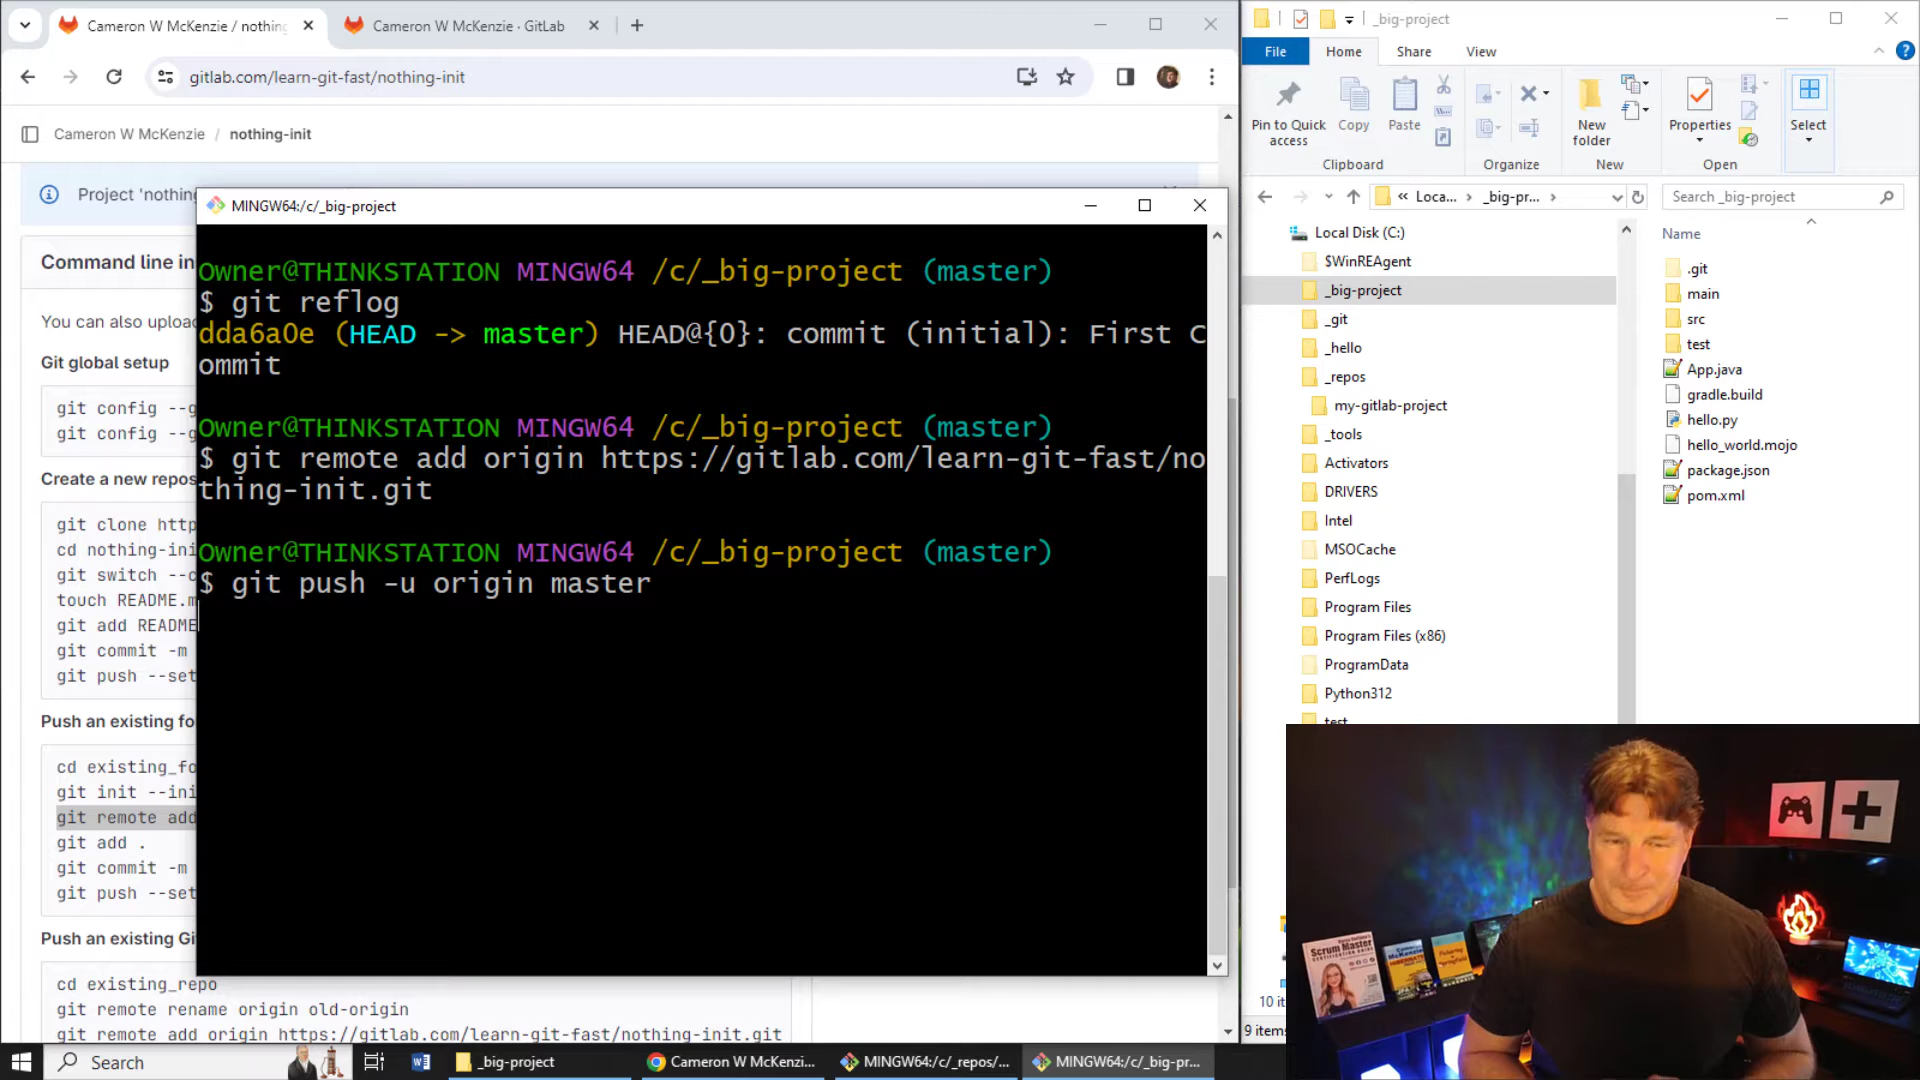 Cameron W McKenzie / nothing
Cameron W McKenzie · GitLab
gitlab.com/learn-git-fast/nothing-init
Cameron W McKenzie / nothing-init
Project 'nothin
Command line in
You can also upload
Git global setup
git config --g
git config --g
Create a new repos
git clone http
cd nothing-ini
git switch --c
touch README.m
git add README
git commit -m
git push --set
Push an existing fo
cd existing_fo
git init --ini
git remote add
git add .
git commit -m
git push --set
Push an existing Gi
cd existing_repo
git remote rename origin old-origin
git remote add origin https://gitlab.com/learn-git-fast/nothing-init.git
MINGW64:/c/_big-project
Owner@THINKSTATION MINGW64 /c/_big-project (master)
$ git reflog
dda6a0e (HEAD -> master) HEAD@{0}: commit (initial): First C
ommit
Owner@THINKSTATION MINGW64 /c/_big-project (master)
$ git remote add origin https://gitlab.com/learn-git-fast/no
thing-init.git
Owner@THINKSTATION MINGW64 /c/_big-project (master)
$ git push -u origin master
_big-project
File Home Share View
Pin to Quick access
Copy
Paste
New folder
Properties
Select
Clipboard Organize New Open
« Loca... › _big-pr... ›
Search _big-project
Local Disk (C:)
$WinREAgent
_big-project
_git
_hello
_repos
my-gitlab-project
_tools
Activators
DRIVERS
Intel
MSOCache
PerfLogs
Program Files
Program Files (x86)
ProgramData
Python312
test
Name
.git
main
src
test
App.java
gradle.build
hello.py
hello_world.mojo
package.json
pom.xml
10 it
9 items
Scrum Master
Search
_big-project
Cameron W McKenzi...
MINGW64:/c/_repos/...
MINGW64:/c/_big-pr...